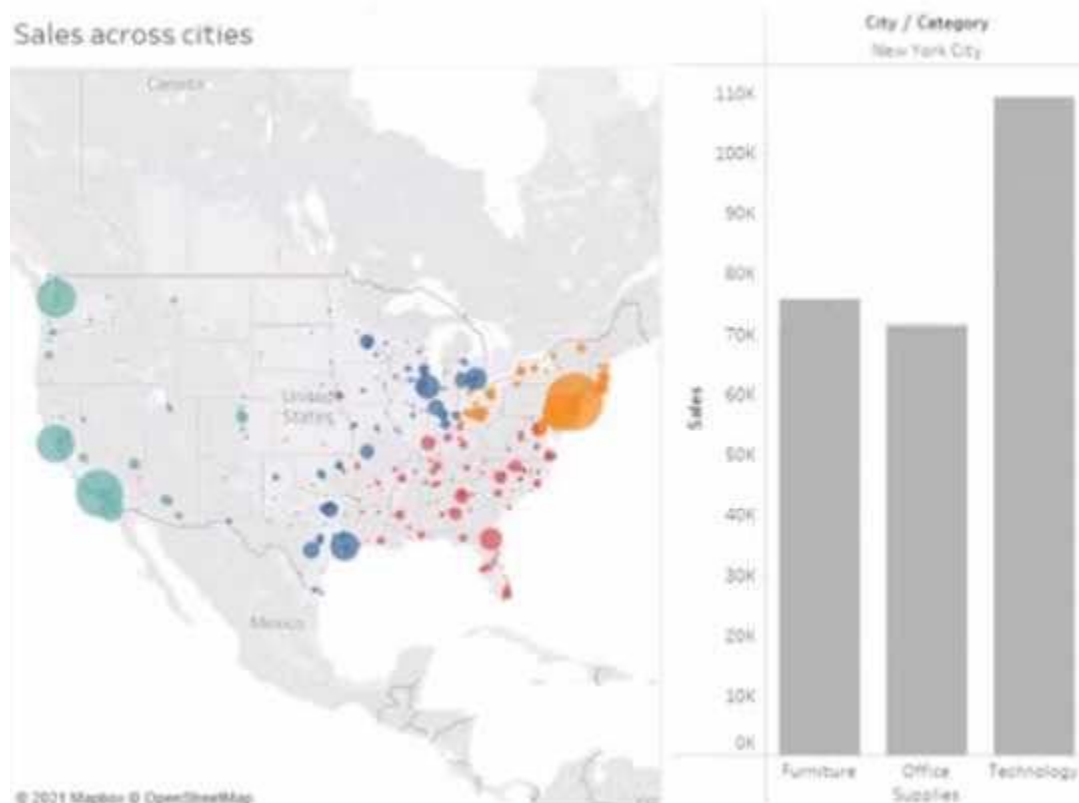 Sales across cities
Canada
United
States
Mexico
© 2021 Mapbox © OpenStreetMap
City / Category
New York City
110K
100K
90K
80K
70K
60K
50K
40K
30K
20K
10K
0K
Sales
Furniture
Office
Supplies
Technology